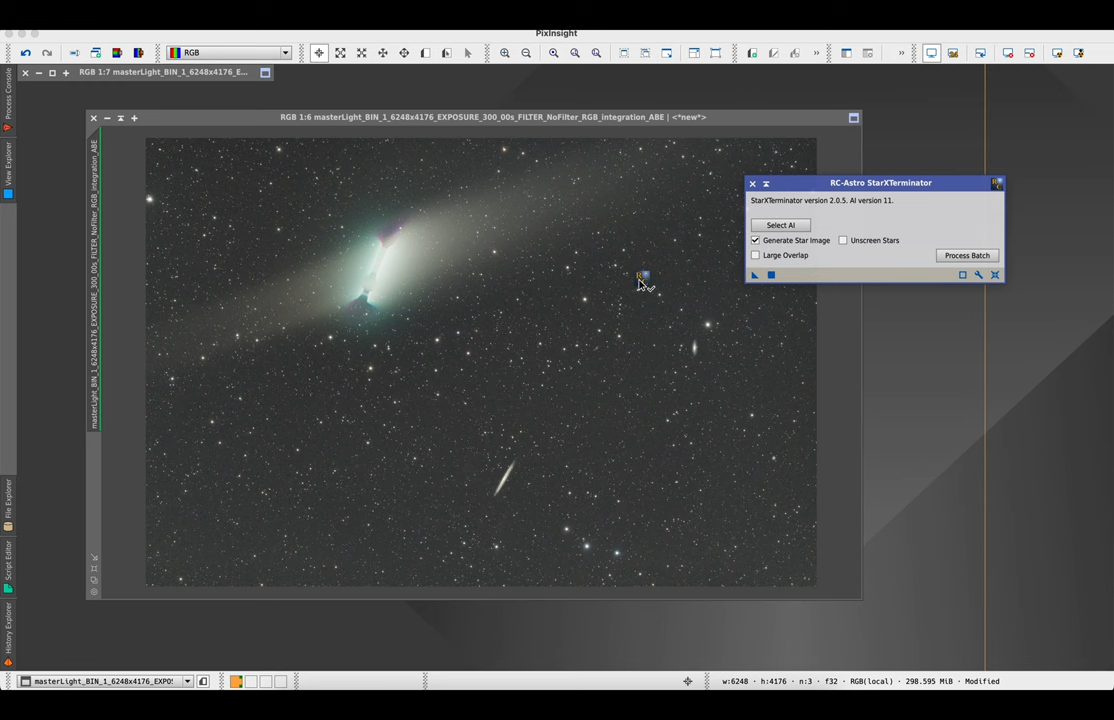 PixInsight
RGB
RGB 1:7 masterLight_BIN_1_6248x4176_E...
Process Console
View Explorer
File Explorer
Script Editor
History Explorer
RGB 1:6 masterLight_BIN_1_6248x4176_EXPOSURE_300_00s_FILTER_NoFilter_RGB_integration_ABE | <*new*>
masterLight_BIN_1_6248x4176_EXPOSURE_300_00s_FILTER_NoFilter_RGB_integration_ABE
RC-Astro StarXTerminator
StarXTerminator version 2.0.5. AI version 11.
Select AI
Generate Star Image
Unscreen Stars
Large Overlap
Process Batch
masterLight_BIN_1_6248x4176_EXPOS
w:6248 · h:4176 · n:3 · f32 · RGB(local) · 298.595 MiB · Modified